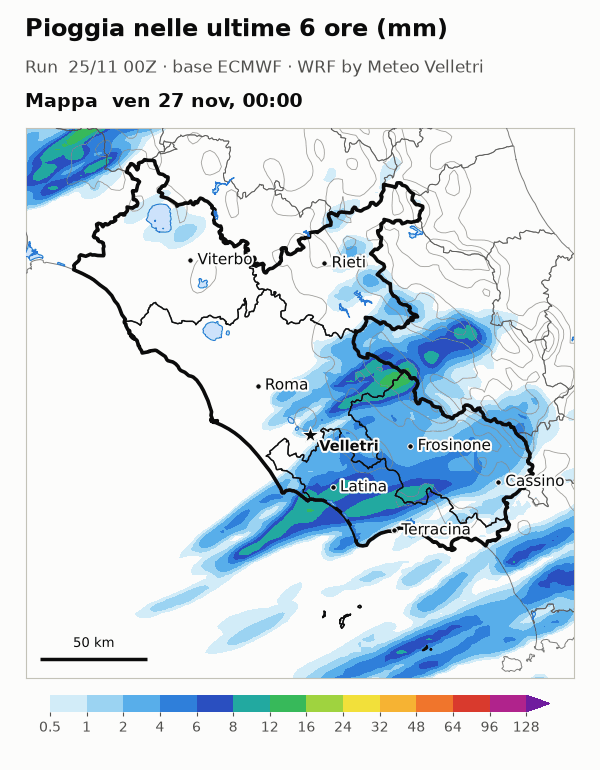 Pioggia nelle ultime 6 ore (mm)
Run  25/11 00Z · base ECMWF · WRF by Meteo Velletri
Mappa  ven 27 nov, 00:00
Viterbo
Rieti
Roma
Velletri
Frosinone
Latina
Cassino
Terracina
50 km
0.5 1 2 4 6 8 12 16 24 32 48 64 96 128